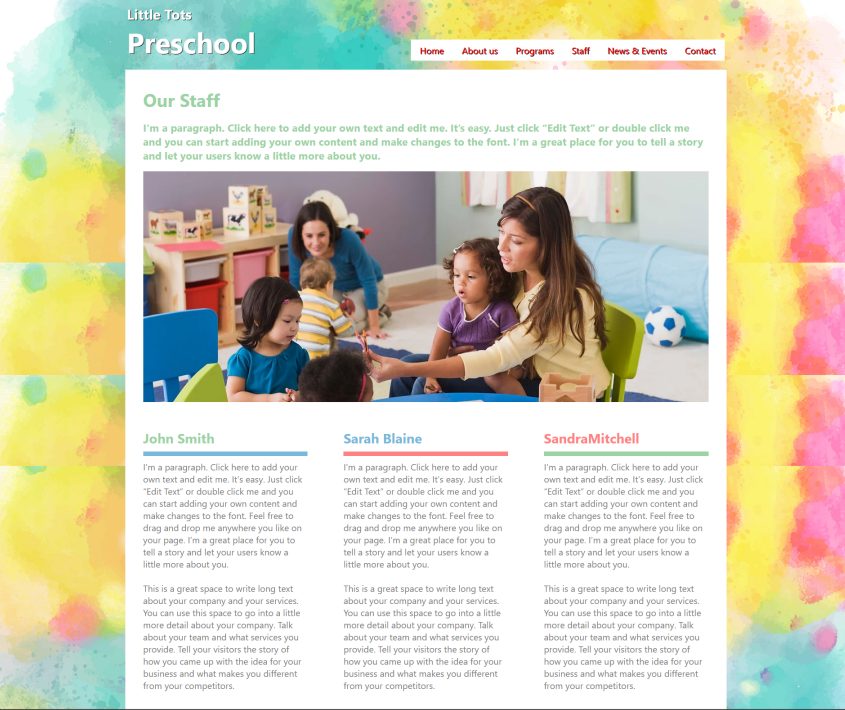 Little Tots
Preschool
Home About us Programs Staff News & Events Contact
Our Staff
I'm a paragraph. Click here to add your own text and edit me. It's easy. Just click "Edit Text" or double click me
and you can start adding your own content and make changes to the font. I'm a great place for you to tell a story
and let your users know a little more about you.
John Smith
I'm a paragraph. Click here to add your
own text and edit me. It's easy. Just click
"Edit Text" or double click me and you
can start adding your own content and
make changes to the font. Feel free to
drag and drop me anywhere you like on
your page. I'm a great place for you to
tell a story and let your users know a
little more about you.
This is a great space to write long text
about your company and your services.
You can use this space to go into a little
more detail about your company. Talk
about your team and what services you
provide. Tell your visitors the story of
how you came up with the idea for your
business and what makes you different
from your competitors.
Sarah Blaine
I'm a paragraph. Click here to add your
own text and edit me. It's easy. Just click
"Edit Text" or double click me and you
can start adding your own content and
make changes to the font. Feel free to
drag and drop me anywhere you like on
your page. I'm a great place for you to
tell a story and let your users know a
little more about you.
This is a great space to write long text
about your company and your services.
You can use this space to go into a little
more detail about your company. Talk
about your team and what services you
provide. Tell your visitors the story of
how you came up with the idea for your
business and what makes you different
from your competitors.
SandraMitchell
I'm a paragraph. Click here to add your
own text and edit me. It's easy. Just click
"Edit Text" or double click me and you
can start adding your own content and
make changes to the font. Feel free to
drag and drop me anywhere you like on
your page. I'm a great place for you to
tell a story and let your users know a
little more about you.
This is a great space to write long text
about your company and your services.
You can use this space to go into a little
more detail about your company. Talk
about your team and what services you
provide. Tell your visitors the story of
how you came up with the idea for your
business and what makes you different
from your competitors.